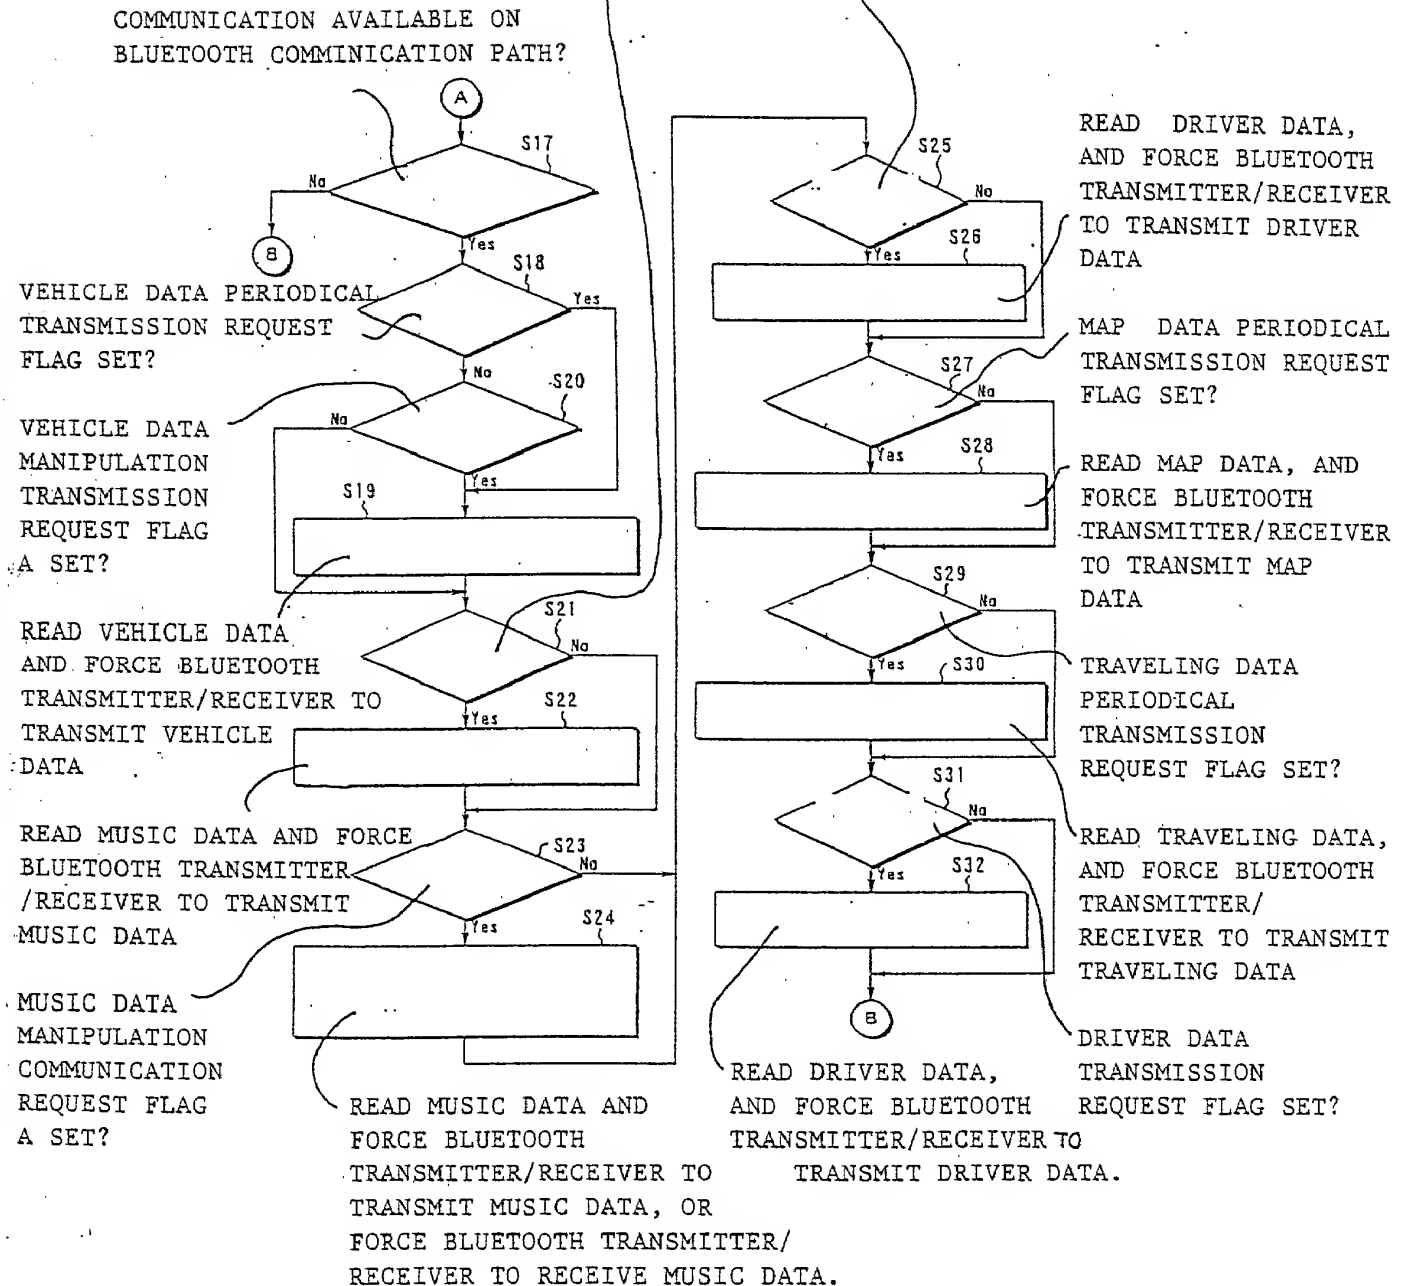 COMMUNICATION AVAILABLE ON
BLUETOOTH COMMINICATION PATH?
A
S17
No
Yes
B
S18
Yes
No
VEHICLE DATA PERIODICAL
TRANSMISSION REQUEST
FLAG SET?
S20
No
Yes
VEHICLE DATA
MANIPULATION
TRANSMISSION
REQUEST FLAG
A SET?
S19
READ VEHICLE DATA
AND FORCE BLUETOOTH
TRANSMITTER/RECEIVER TO
TRANSMIT VEHICLE
DATA
S21
No
Yes
S22
READ MUSIC DATA AND FORCE
BLUETOOTH TRANSMITTER
/RECEIVER TO TRANSMIT
MUSIC DATA
S23
No
Yes
S24
MUSIC DATA
MANIPULATION
COMMUNICATION
REQUEST FLAG
A SET?
READ MUSIC DATA AND
FORCE BLUETOOTH
TRANSMITTER/RECEIVER TO
TRANSMIT MUSIC DATA, OR
FORCE BLUETOOTH TRANSMITTER/
RECEIVER TO RECEIVE MUSIC DATA.
S25
No
Yes
S26
READ DRIVER DATA,
AND FORCE BLUETOOTH
TRANSMITTER/RECEIVER
TO TRANSMIT DRIVER
DATA
S27
No
Yes
MAP DATA PERIODICAL
TRANSMISSION REQUEST
FLAG SET?
S28
READ MAP DATA, AND
FORCE BLUETOOTH
TRANSMITTER/RECEIVER
TO TRANSMIT MAP
DATA
S29
No
Yes
S30
TRAVELING DATA
PERIODICAL
TRANSMISSION
REQUEST FLAG SET?
S31
No
Yes
S32
READ TRAVELING DATA,
AND FORCE BLUETOOTH
TRANSMITTER/
RECEIVER TO TRANSMIT
TRAVELING DATA
B
DRIVER DATA
TRANSMISSION
REQUEST FLAG SET?
READ DRIVER DATA,
AND FORCE BLUETOOTH
TRANSMITTER/RECEIVER TO
TRANSMIT DRIVER DATA.